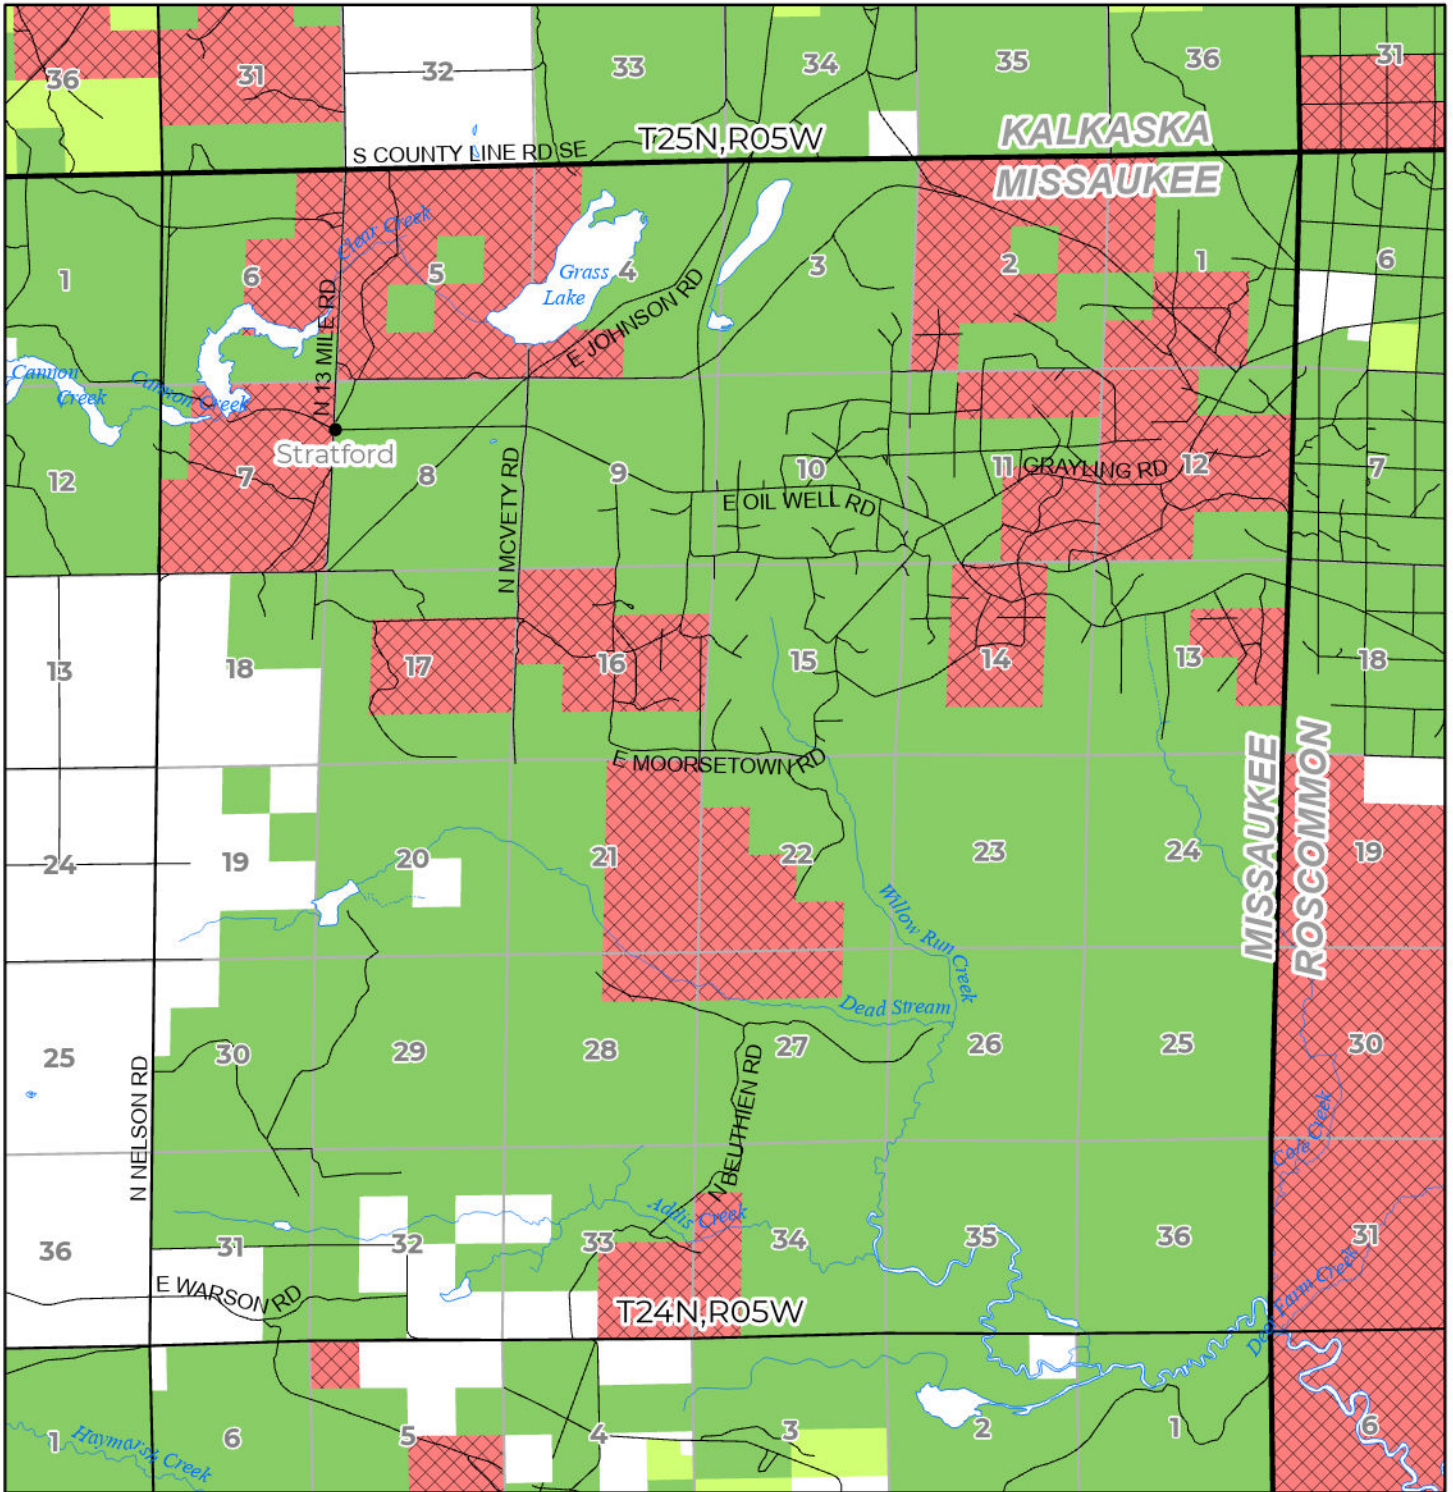 36
31
32
33
34
35
36
31
T25N,R05W
KALKASKA
S COUNTY LINE RD SE
MISSAUKEE
Clear Creek
1
6
5
Grass
Lake
4
3
2
1
6
N 13 MILE RD
E JOHNSON RD
Cannon
Creek
Cannon Creek
Stratford
12
7
8
N MCVETY RD
9
10
11
GRAYLING RD
12
7
E OIL WELL RD
13
18
17
16
15
14
13
18
E MOORSETOWN RD
MISSAUKEE
ROSCOMMON
24
19
20
21
22
23
24
19
Willow Run Creek
Dead Stream
25
30
29
28
27
26
25
30
N NELSON RD
N BEUTHIEN RD
Cole Creek
Addis Creek
36
31
32
33
34
35
36
31
E WARSON RD
T24N,R05W
Deer Farm Creek
1
Haymarsh Creek
6
5
4
3
2
1
6